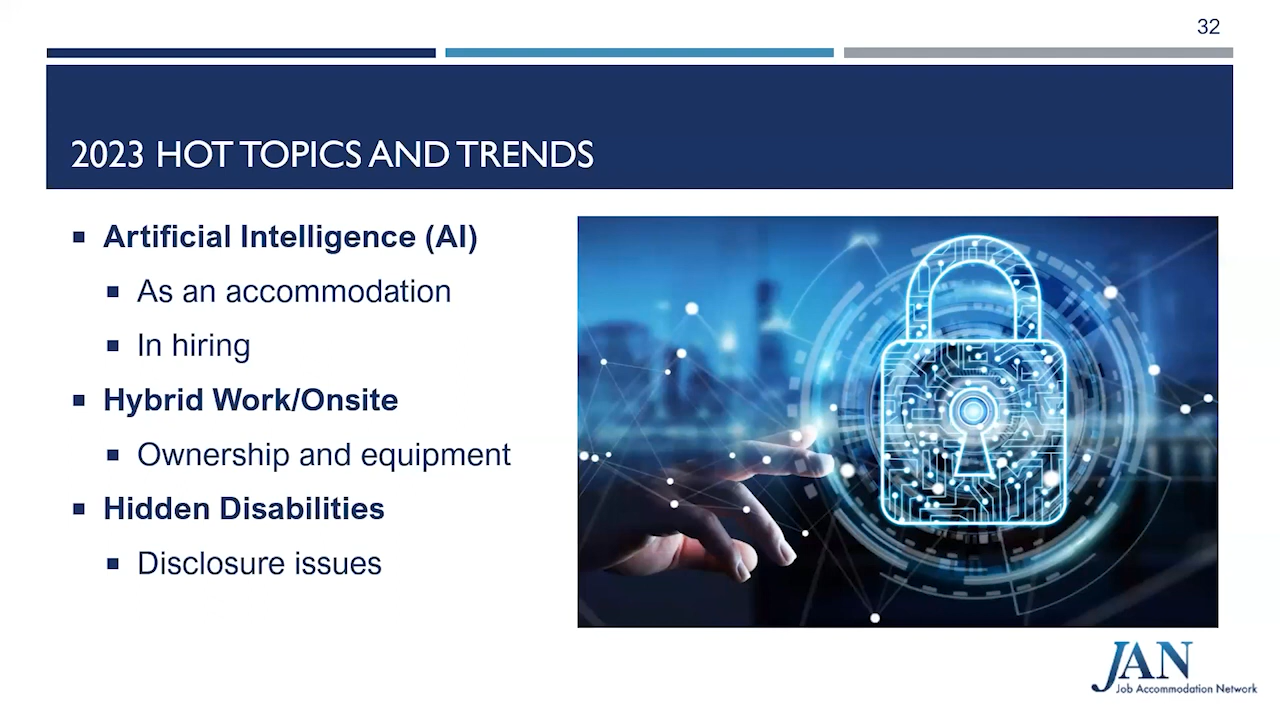 32
2023 HOT TOPICS AND TRENDS
Artificial Intelligence (AI)
As an accommodation
In hiring
Hybrid Work/Onsite
Ownership and equipment
Hidden Disabilities
Disclosure issues
JAN
Job Accommodation Network